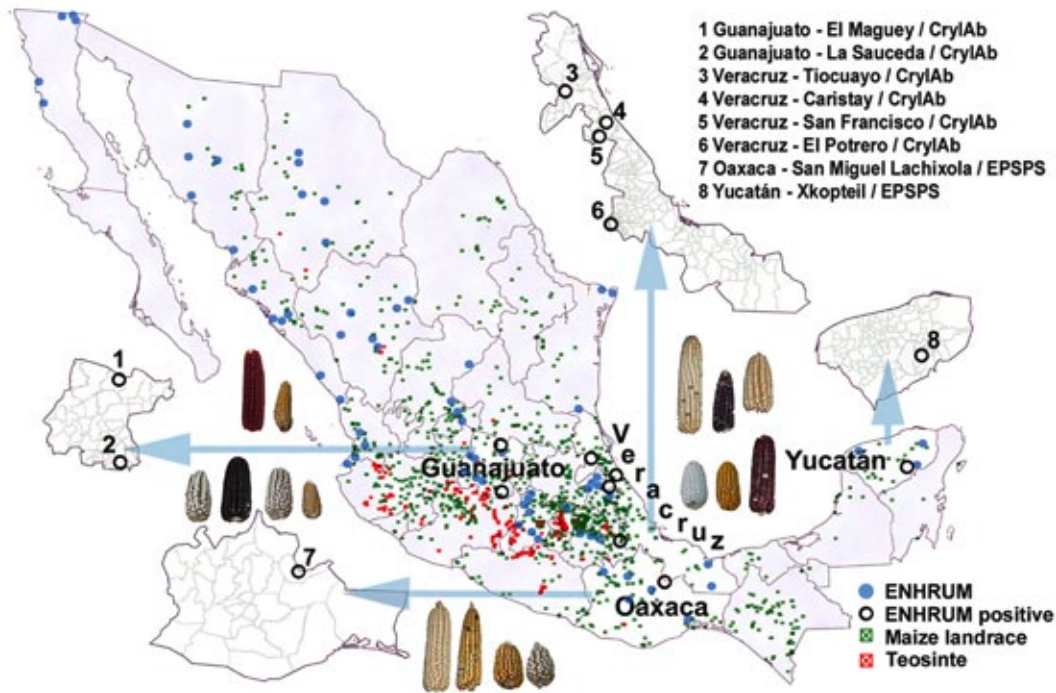 1 Guanajuato - El Maguey / CrylAb
2 Guanajuato - La Sauceda / CrylAb
3 Veracruz - Tiocuayo / CrylAb
4 Veracruz - Caristay / CrylAb
5 Veracruz - San Francisco / CrylAb
6 Veracruz - El Potrero / CrylAb
7 Oaxaca - San Miguel Lachixola / EPSPS
8 Yucatán - Xkopteil / EPSPS
3
4
5
6
1
8
2
Guanajuato
Veracruz
Yucatán
7
Oaxaca
ENHRUM
ENHRUM positive
Maize landrace
Teosinte